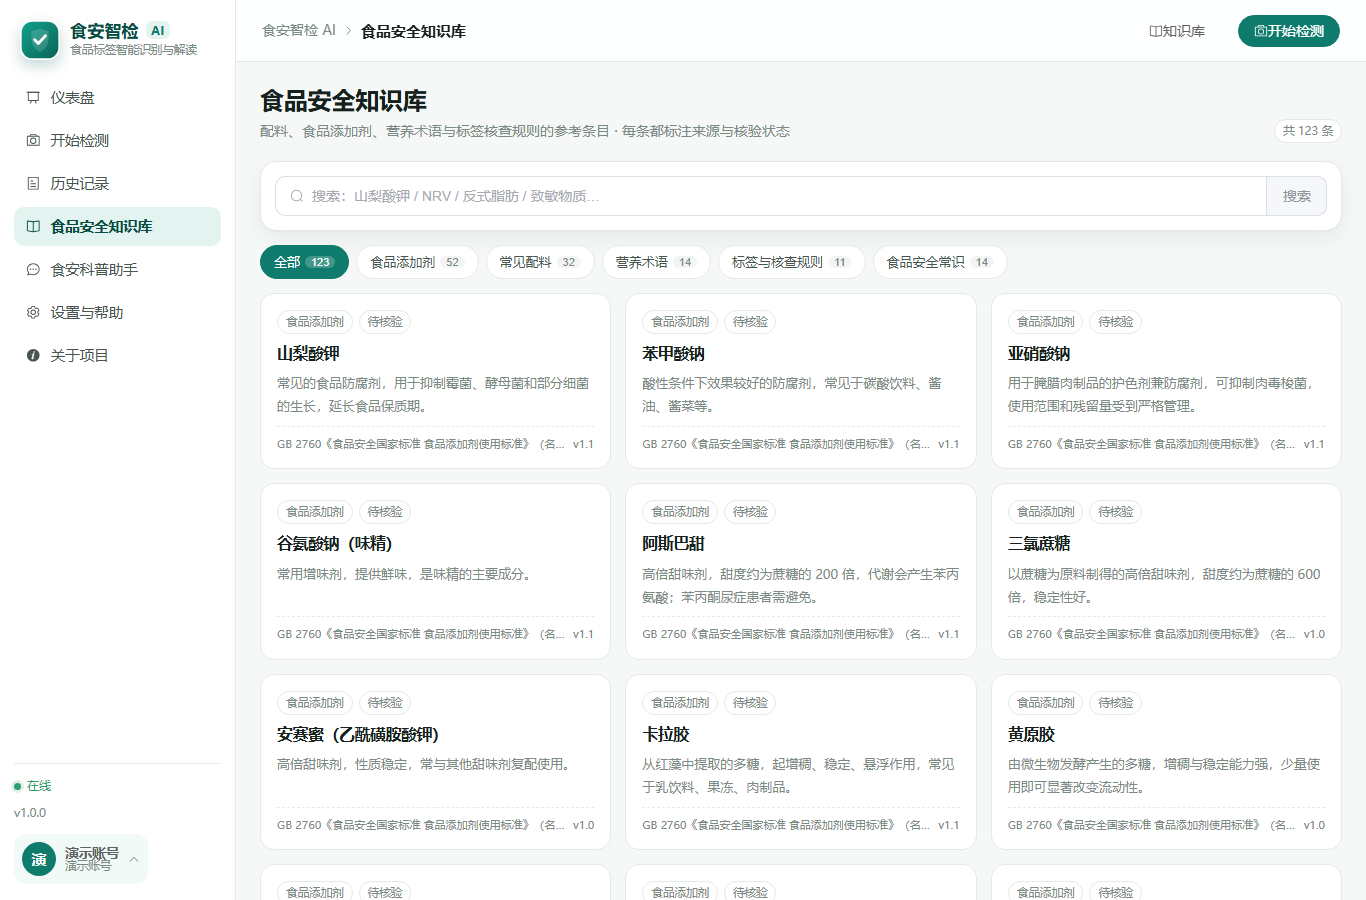 食安智检 AI
食品标签智能识别与解读
仪表盘
开始检测
历史记录
食品安全知识库
食安科普助手
设置与帮助
关于项目
在线
v1.0.0
演
演示账号
演示账号
食安智检 AI > 食品安全知识库
知识库
开始检测
食品安全知识库
配料、食品添加剂、营养术语与标签核查规则的参考条目 · 每条都标注来源与核验状态
共 123 条
搜索：山梨酸钾 / NRV / 反式脂肪 / 致敏物质...
搜索
全部 123
食品添加剂 52
常见配料 32
营养术语 14
标签与核查规则 11
食品安全常识 14
食品添加剂 待核验
山梨酸钾
常见的食品防腐剂，用于抑制霉菌、酵母菌和部分细菌
的生长，延长食品保质期。
GB 2760《食品安全国家标准 食品添加剂使用标准》（名... v1.1
食品添加剂 待核验
苯甲酸钠
酸性条件下效果较好的防腐剂，常见于碳酸饮料、酱
油、酱菜等。
GB 2760《食品安全国家标准 食品添加剂使用标准》（名... v1.1
食品添加剂 待核验
亚硝酸钠
用于腌腊肉制品的护色剂兼防腐剂，可抑制肉毒梭菌，
使用范围和残留量受到严格管理。
GB 2760《食品安全国家标准 食品添加剂使用标准》（名... v1.1
食品添加剂 待核验
谷氨酸钠（味精）
常用增味剂，提供鲜味，是味精的主要成分。
GB 2760《食品安全国家标准 食品添加剂使用标准》（名... v1.1
食品添加剂 待核验
阿斯巴甜
高倍甜味剂，甜度约为蔗糖的 200 倍，代谢会产生苯丙
氨酸；苯丙酮尿症患者需避免。
GB 2760《食品安全国家标准 食品添加剂使用标准》（名... v1.1
食品添加剂 待核验
三氯蔗糖
以蔗糖为原料制得的高倍甜味剂，甜度约为蔗糖的 600
倍，稳定性好。
GB 2760《食品安全国家标准 食品添加剂使用标准》（名... v1.0
食品添加剂 待核验
安赛蜜（乙酰磺胺酸钾）
高倍甜味剂，性质稳定，常与其他甜味剂复配使用。
GB 2760《食品安全国家标准 食品添加剂使用标准》（名... v1.0
食品添加剂 待核验
卡拉胶
从红藻中提取的多糖，起增稠、稳定、悬浮作用，常见
于乳饮料、果冻、肉制品。
GB 2760《食品安全国家标准 食品添加剂使用标准》（名... v1.1
食品添加剂 待核验
黄原胶
由微生物发酵产生的多糖，增稠与稳定能力强，少量使
用即可显著改变流动性。
GB 2760《食品安全国家标准 食品添加剂使用标准》（名... v1.0
食品添加剂 待核验
食品添加剂 待核验
食品添加剂 待核验